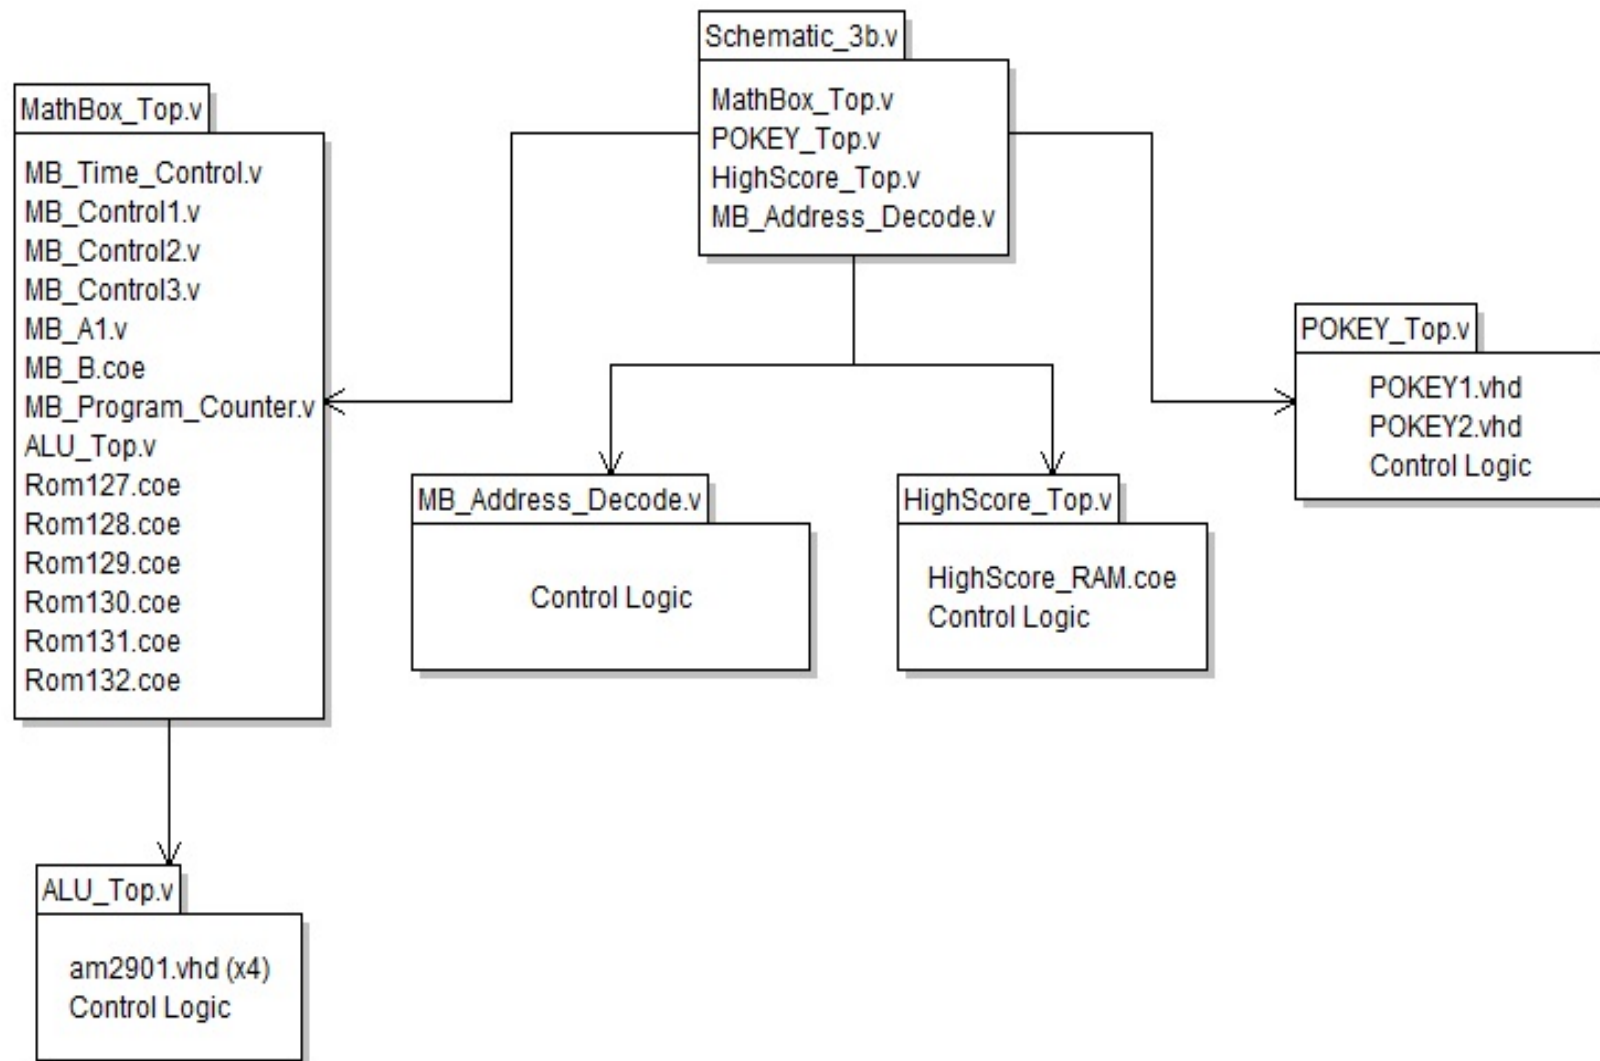 Schematic_3b.v
MathBox_Top.v
POKEY_Top.v
HighScore_Top.v
MB_Address_Decode.v
MathBox_Top.v
MB_Time_Control.v
MB_Control1.v
MB_Control2.v
MB_Control3.v
MB_A1.v
MB_B.coe
MB_Program_Counter.v
ALU_Top.v
Rom127.coe
Rom128.coe
Rom129.coe
Rom130.coe
Rom131.coe
Rom132.coe
MB_Address_Decode.v
Control Logic
HighScore_Top.v
HighScore_RAM.coe
Control Logic
POKEY_Top.v
POKEY1.vhd
POKEY2.vhd
Control Logic
ALU_Top.v
am2901.vhd (x4)
Control Logic